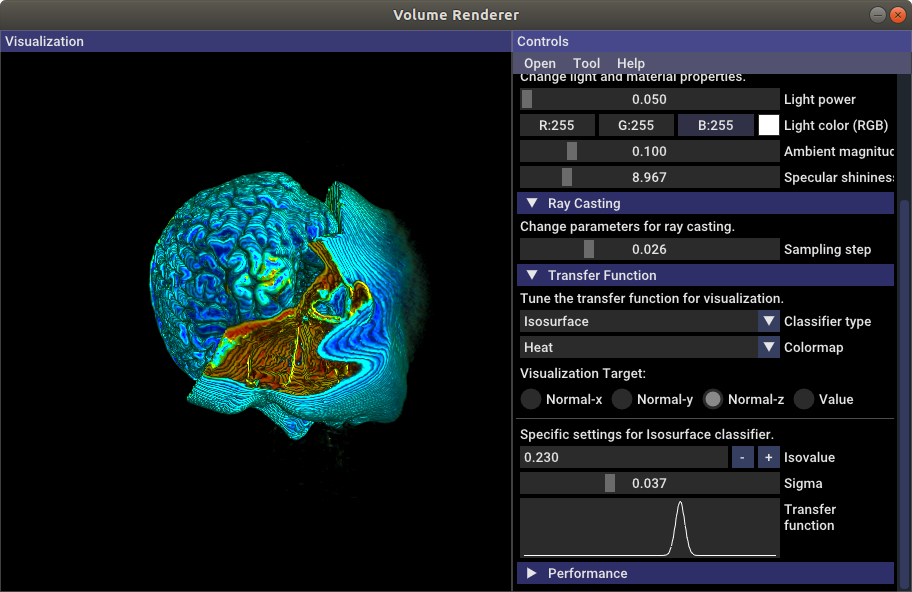 Volume Renderer
Visualization
Controls
Open Tool Help
Change light and material properties.
0.050 Light power
R:255 G:255 B:255 Light color (RGB)
0.100 Ambient magnituc
8.967 Specular shinines
Ray Casting
Change parameters for ray casting.
0.026 Sampling step
Transfer Function
Tune the transfer function for visualization.
Isosurface Classifier type
Heat Colormap
Visualization Target:
Normal-x Normal-y Normal-z Value
Specific settings for Isosurface classifier.
0.230 - + Isovalue
0.037 Sigma
Transfer
function
Performance